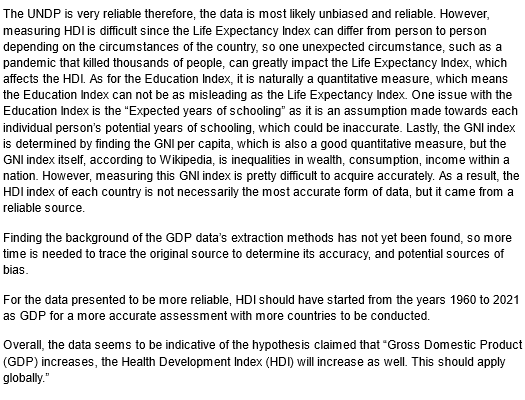 The UNDP is very reliable therefore, the data is most likely unbiased and reliable. However,
measuring HDI is difficult since the Life Expectancy Index can differ from person to person
depending on the circumstances of the country, so one unexpected circumstance, such as a
pandemic that killed thousands of people, can greatly impact the Life Expectancy Index, which
affects the HDI. As for the Education Index, it is naturally a quantitative measure, which means
the Education Index can not be as misleading as the Life Expectancy Index. One issue with the
Education Index is the “Expected years of schooling” as it is an assumption made towards each
individual person’s potential years of schooling, which could be inaccurate. Lastly, the GNI index
is determined by finding the GNI per capita, which is also a good quantitative measure, but the
GNI index itself, according to Wikipedia, is inequalities in wealth, consumption, income within a
nation. However, measuring this GNI index is pretty difficult to acquire accurately. As a result, the
HDI index of each country is not necessarily the most accurate form of data, but it came from a
reliable source.
Finding the background of the GDP data’s extraction methods has not yet been found, so more
time is needed to trace the original source to determine its accuracy, and potential sources of
bias.
For the data presented to be more reliable, HDI should have started from the years 1960 to 2021
as GDP for a more accurate assessment with more countries to be conducted.
Overall, the data seems to be indicative of the hypothesis claimed that “Gross Domestic Product
(GDP) increases, the Health Development Index (HDI) will increase as well. This should apply
globally.”